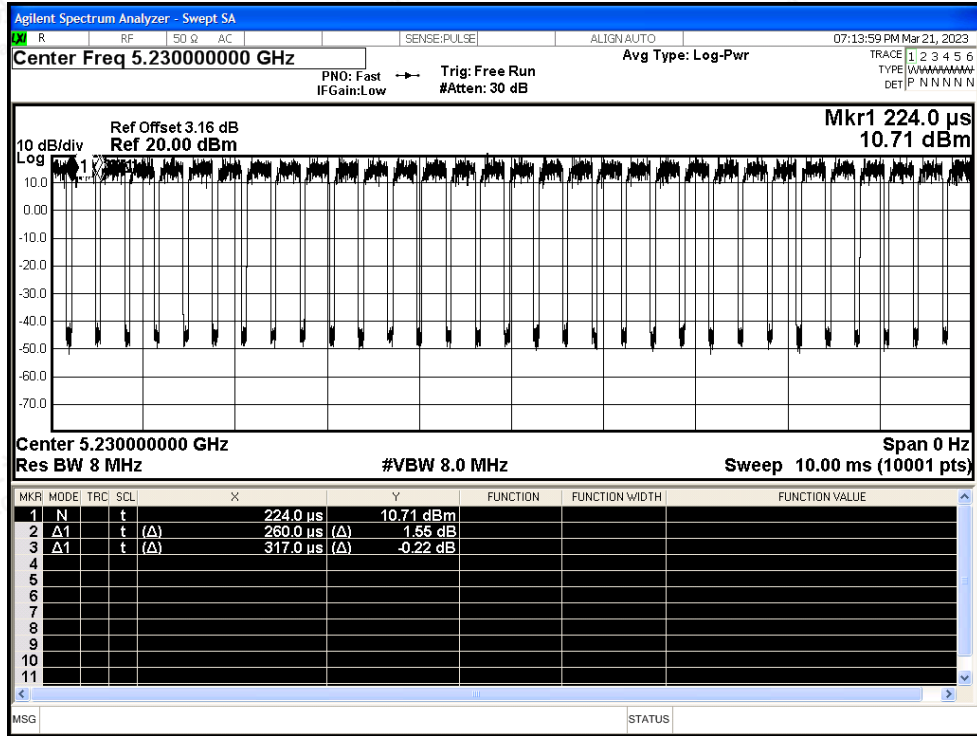 Agilent Spectrum Analyzer - Swept SA
LXI R RF 50 Ω AC SENSE:PULSE ALIGN AUTO 07:13:59 PM Mar 21, 2023
Center Freq 5.230000000 GHz
PNO: Fast
IFGain:Low
Trig: Free Run
#Atten: 30 dB
Avg Type: Log-Pwr
TRACE 1 2 3 4 5 6
TYPE W
DET P N N N N N
Mkr1 224.0 µs
10.71 dBm
Ref Offset 3.16 dB
10 dB/div Ref 20.00 dBm
Log
1
10.0
0.00
-10.0
-20.0
-30.0
-40.0
-50.0
-60.0
-70.0
Center 5.230000000 GHz Span 0 Hz
Res BW 8 MHz #VBW 8.0 MHz Sweep 10.00 ms (10001 pts)
MKR MODE TRC SCL X Y FUNCTION FUNCTION WIDTH FUNCTION VALUE
1 N t 224.0 µs 10.71 dBm
2 Δ1 t (Δ) 260.0 µs (Δ) 1.55 dB
3 Δ1 t (Δ) 317.0 µs (Δ) -0.22 dB
4
5
6
7
8
9
10
11
MSG STATUS